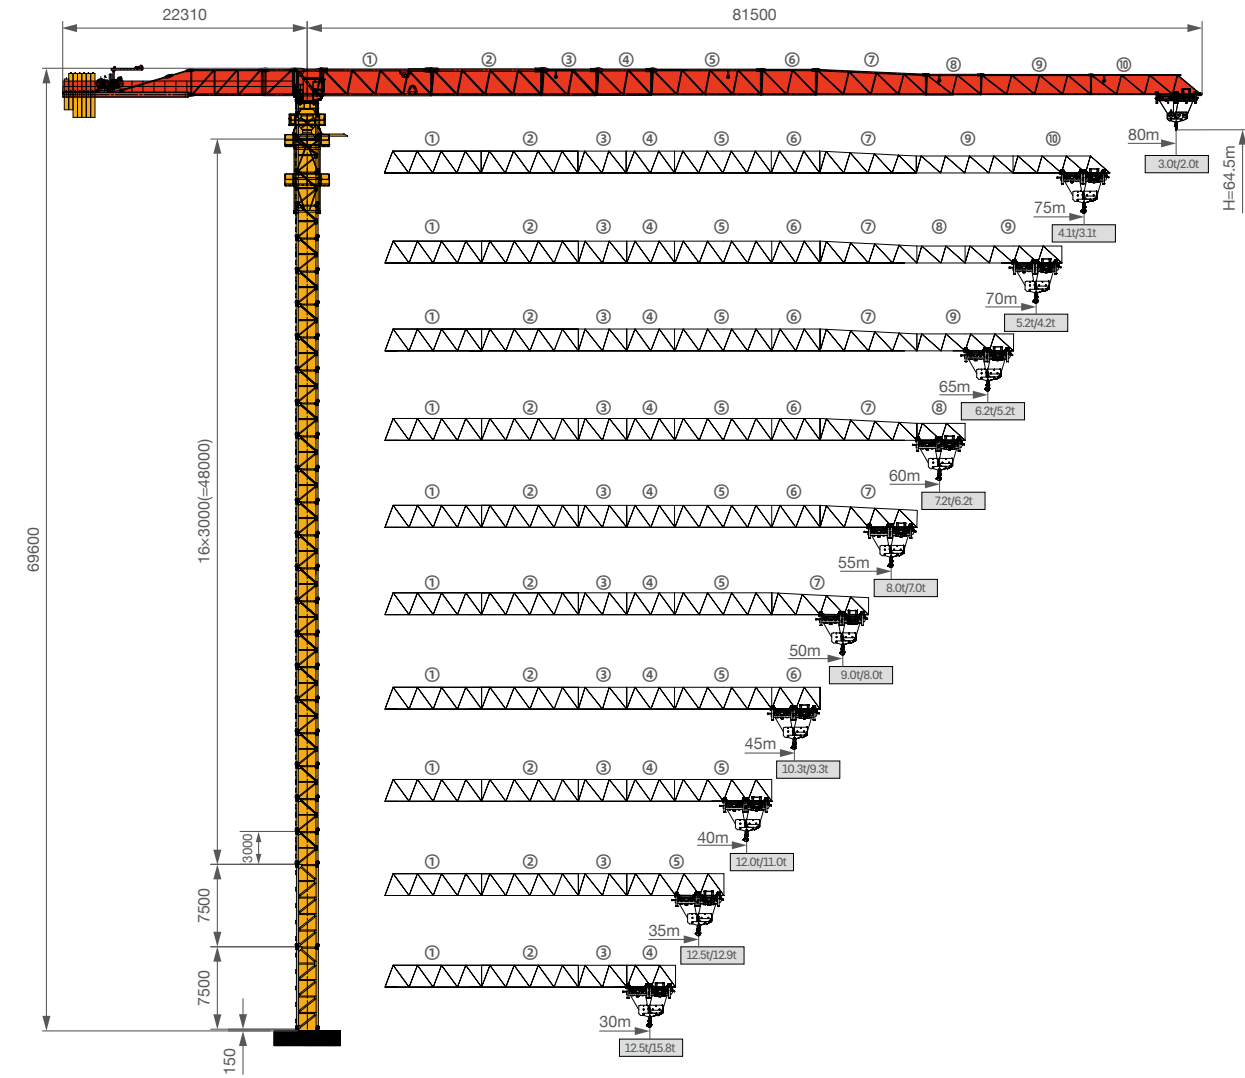 22310 81500
① ② ③ ④ ⑤ ⑥ ⑦ ⑧ ⑨ ⑩
80m
3.0t/2.0t
H=64.5m
① ② ③ ④ ⑤ ⑥ ⑦ ⑨ ⑩
75m
4.1t/3.1t
① ② ③ ④ ⑤ ⑥ ⑦ ⑧ ⑨
70m
5.2t/4.2t
① ② ③ ④ ⑤ ⑥ ⑦ ⑨
65m
6.2t/5.2t
① ② ③ ④ ⑤ ⑥ ⑦ ⑧
60m
7.2t/6.2t
① ② ③ ④ ⑤ ⑥ ⑦
55m
8.0t/7.0t
① ② ③ ④ ⑤ ⑦
50m
9.0t/8.0t
① ② ③ ④ ⑤ ⑥
45m
10.3t/9.3t
① ② ③ ④ ⑤
40m
12.0t/11.0t
① ② ③ ⑤
35m
12.5t/12.9t
① ② ③ ④
30m
12.5t/15.8t
69600
16×3000(=48000)
3000
7500
7500
150